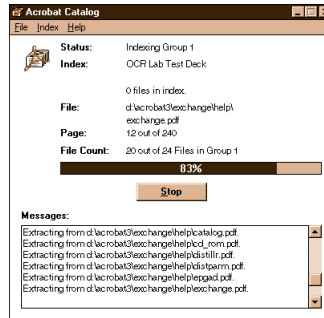 Acrobat Catalog
File Index Help
Status: Indexing Group 1
Index: OCR Lab Test Deck
0 files in index.
File: d:\acrobat3\exchange\help\
exchange.pdf
Page: 12 out of 240
File Count: 20 out of 24 Files in Group 1
83%
Stop
Messages:
Extracting from d:\acrobat3\exchange\help\catalog.pdf.
Extracting from d:\acrobat3\exchange\help\cd_rom.pdf.
Extracting from d:\acrobat3\exchange\help\distillr.pdf.
Extracting from d:\acrobat3\exchange\help\distparm.pdf.
Extracting from d:\acrobat3\exchange\help\epgad.pdf.
Extracting from d:\acrobat3\exchange\help\exchange.pdf.